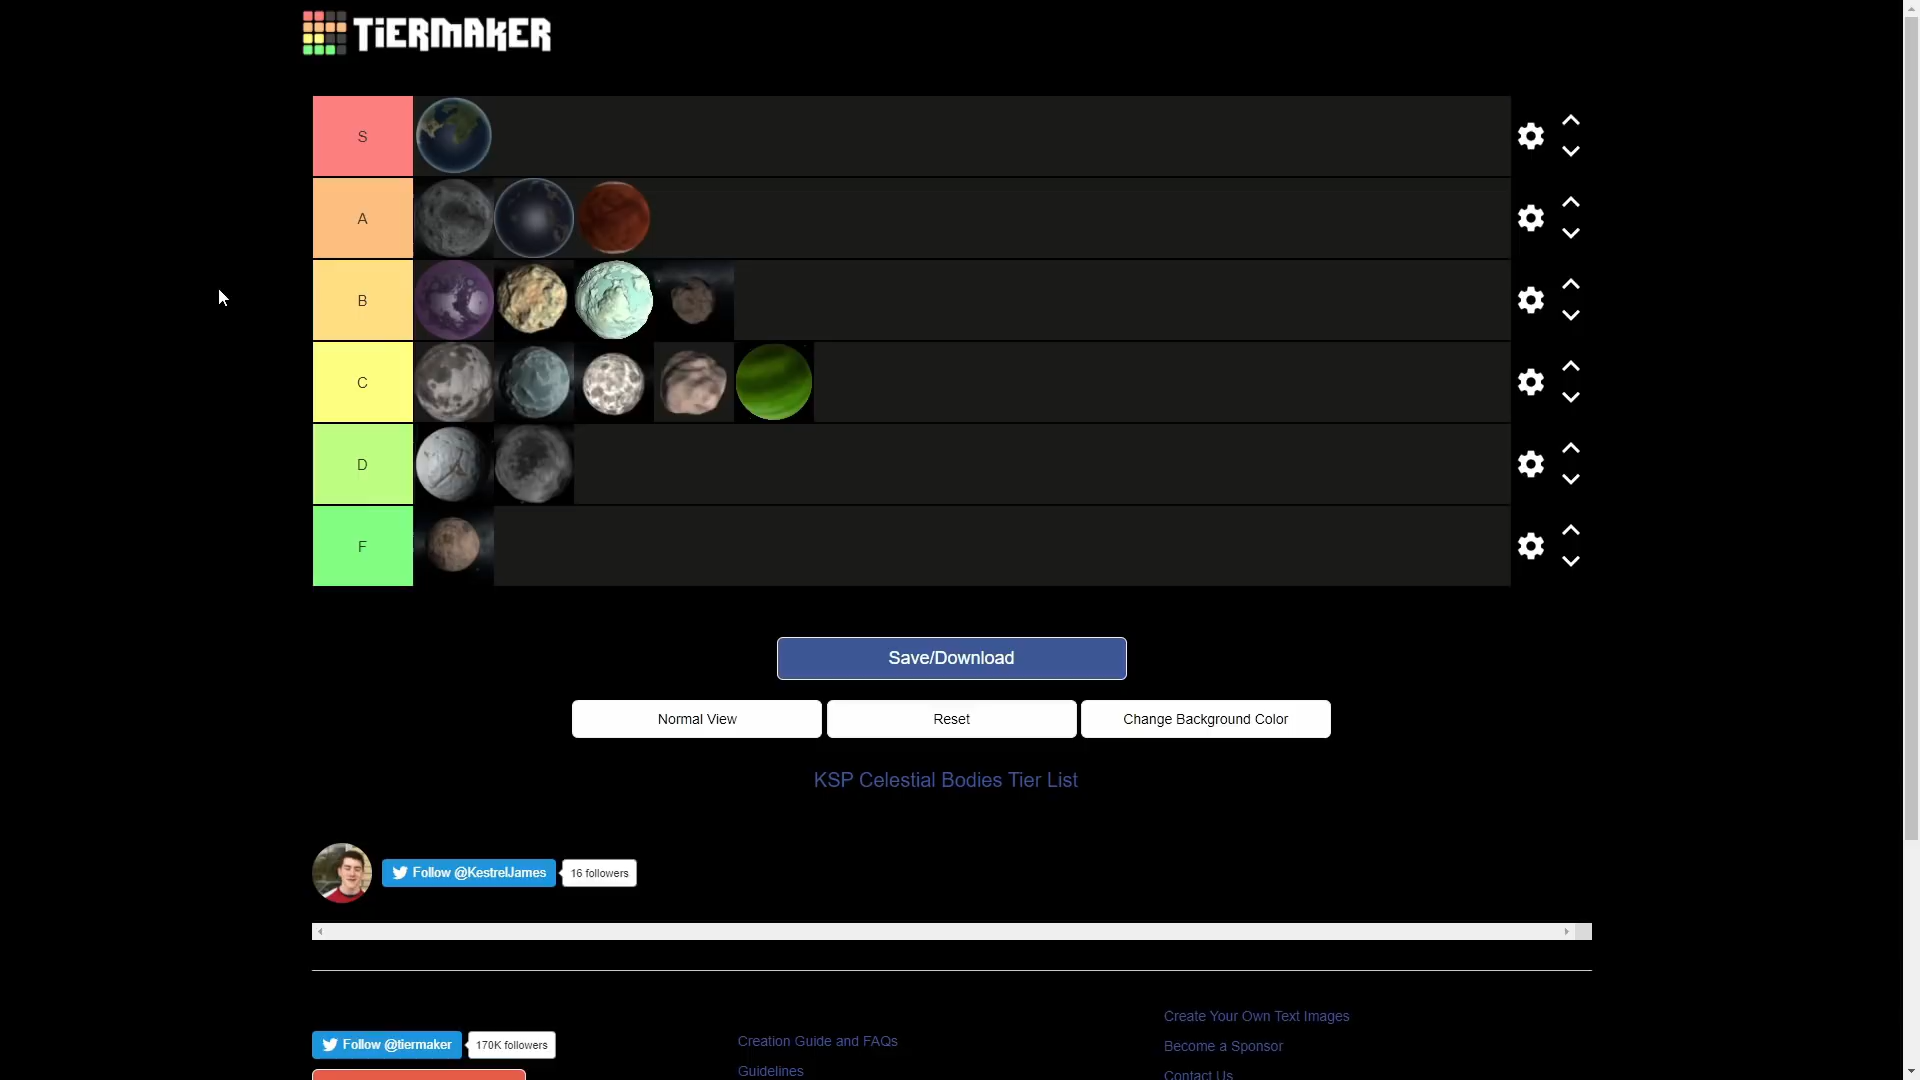 TiERMAKER
S
A
B
C
D
F
Save/Download
Normal View
Reset
Change Background Color
KSP Celestial Bodies Tier List
Follow @KestrelJames
16 followers
Follow @tiermaker
170K followers
Creation Guide and FAQs
Guidelines
Create Your Own Text Images
Become a Sponsor
Contact Us